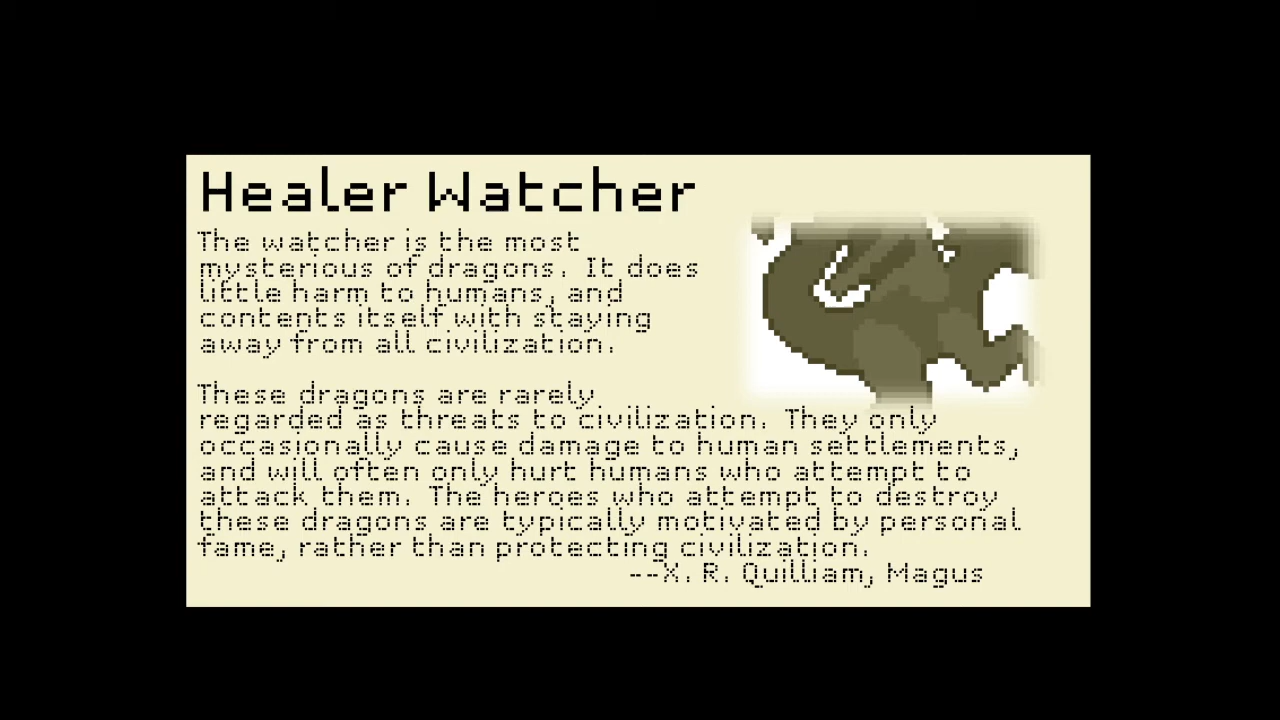 Healer Watcher
The watcher is the most
mysterious of dragons. It does
little harm to humans, and
contents itself with staying
away from all civilization.
These dragons are rarely
regarded as threats to civilization. They only
occasionally cause damage to human settlements,
and will often only hurt humans who attempt to
attack them. The heroes who attempt to destroy
these dragons are typically motivated by personal
fame, rather than protecting civilization.
--X. R. Quilliam, Magus